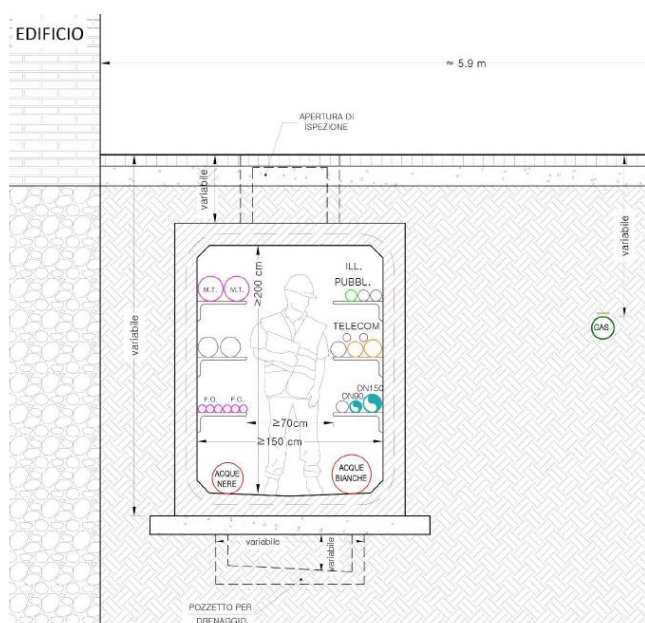 EDIFICIO
≈ 5.9 m
APERTURA DI
ISPEZIONE
variabile
variabile
variabile
M.T. M.T.
≥200 cm
ILL.
PUBBL.
TELECOM
GAS
F.O. F.O.
DN90
DN150
≥70cm
≥150 cm
ACQUE
NERE
ACQUE
BIANCHE
variabile
variabile
POZZETTO PER
DRENAGGIO